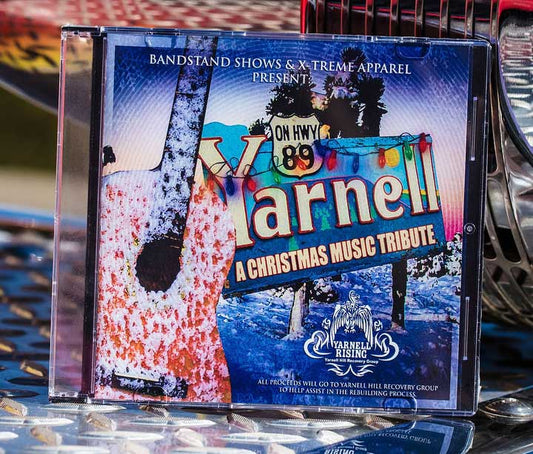 BANDSTAND SHOWS & X-TREME APPAREL
PRESENT:
ON HWY
89
Yarnell
A CHRISTMAS MUSIC TRIBUTE
YARNELL
RISING
Yarnell Hill Recovery Group
ALL PROCEEDS WILL GO TO YARNELL HILL RECOVERY GROUP
TO HELP ASSIST IN THE REBUILDING PROCESS.